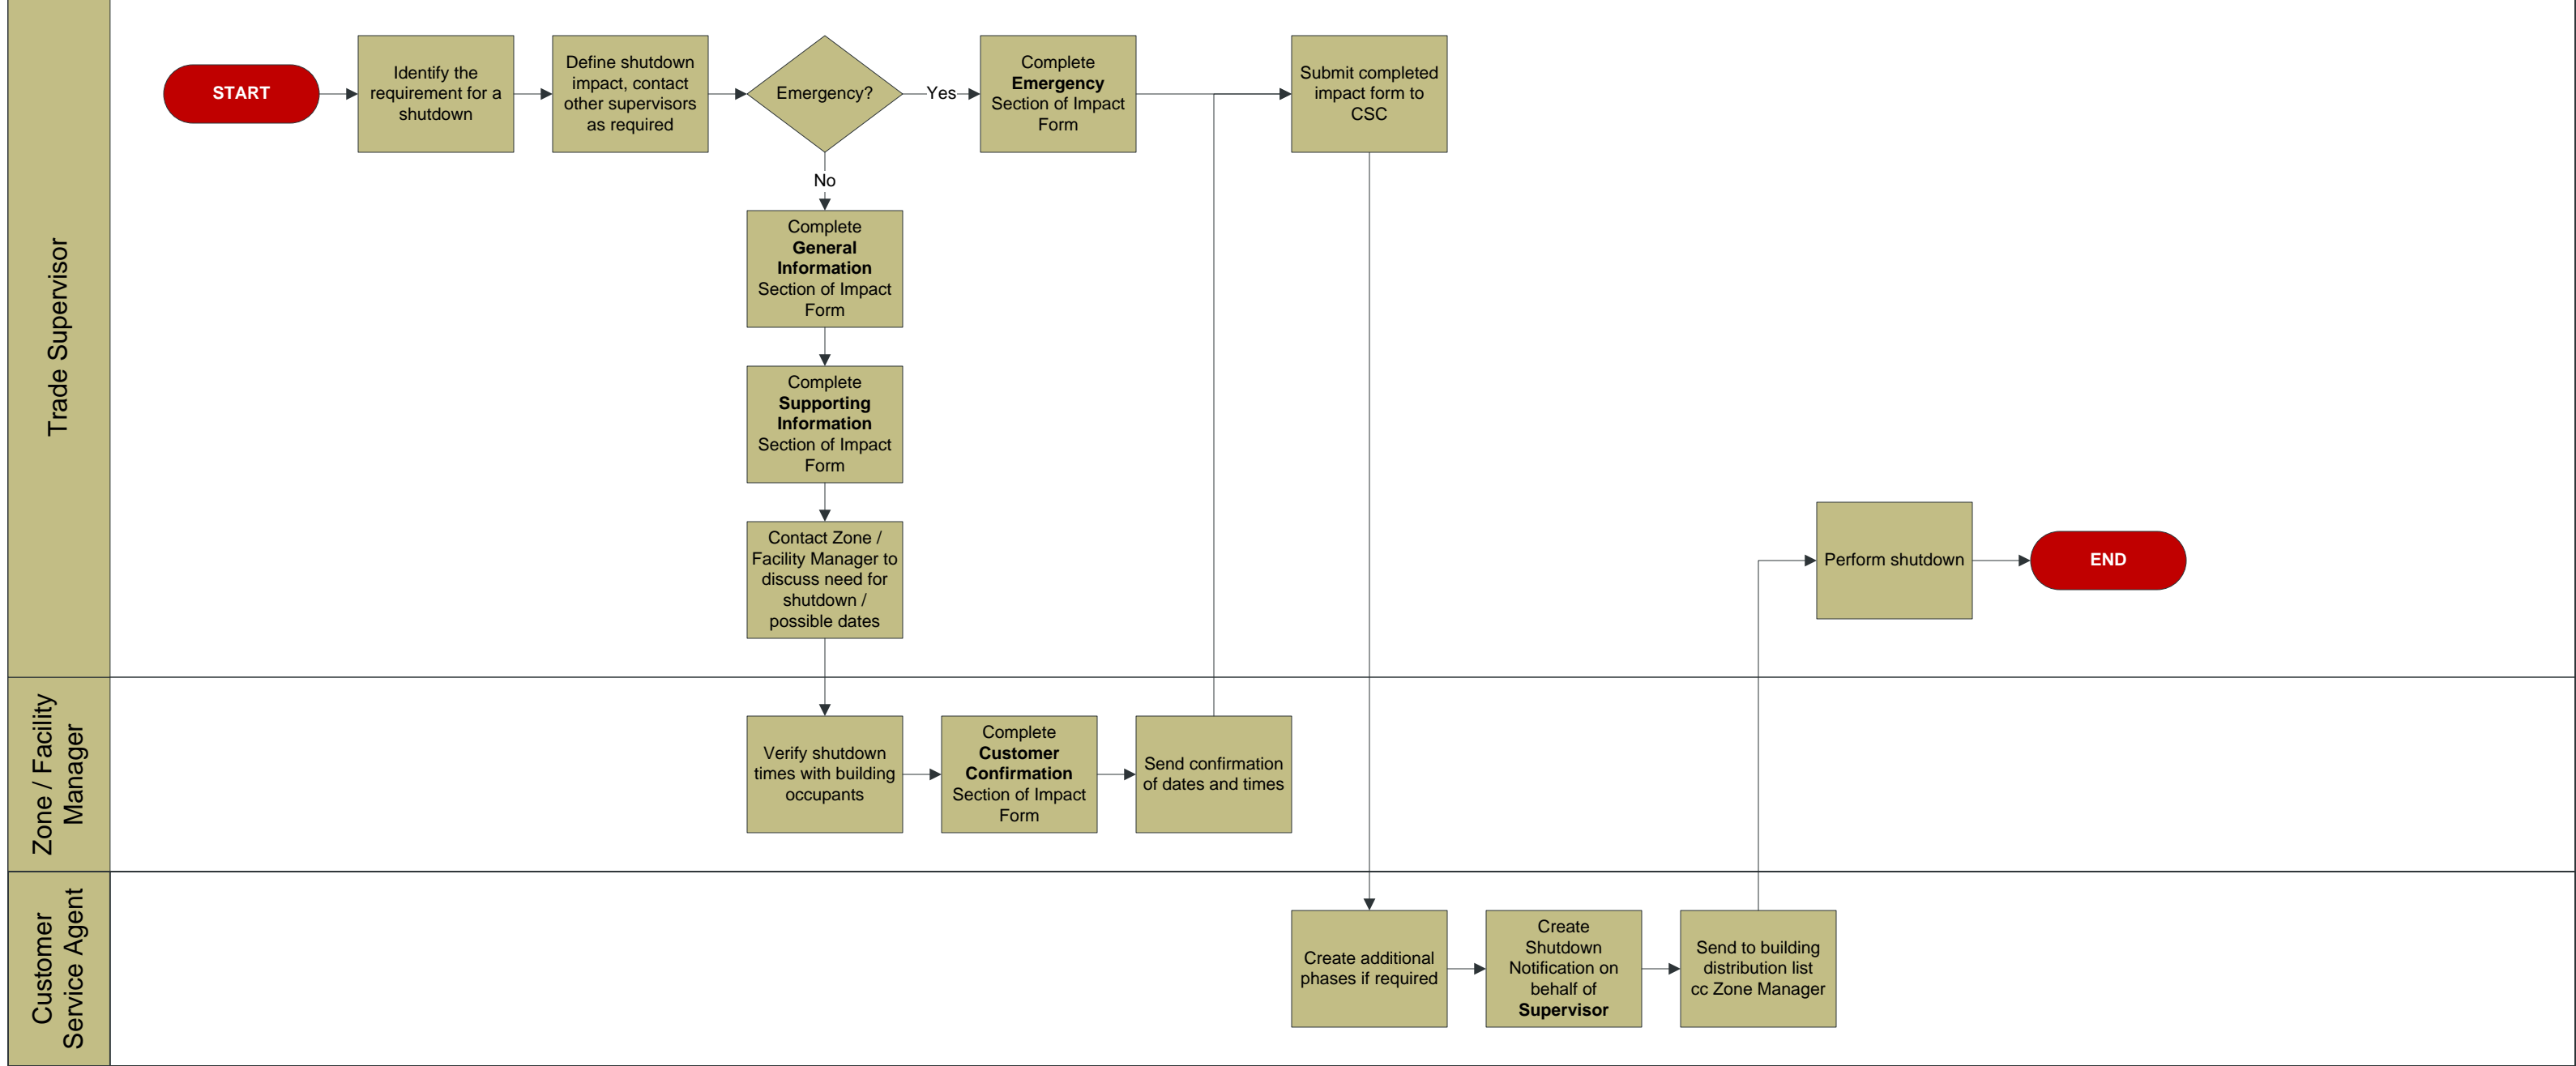 Trade Supervisor
START
Identify the
requirement for a
shutdown
Define shutdown
impact, contact
other supervisors
as required
Emergency?
Yes
Complete
Emergency
Section of Impact
Form
Submit completed
impact form to
CSC
No
Complete
General
Information
Section of Impact
Form
Complete
Supporting
Information
Section of Impact
Form
Contact Zone /
Facility Manager to
discuss need for
shutdown /
possible dates
Perform shutdown
END
Zone / Facility
Manager
Verify shutdown
times with building
occupants
Complete
Customer
Confirmation
Section of Impact
Form
Send confirmation
of dates and times
Customer
Service Agent
Create additional
phases if required
Create
Shutdown
Notification on
behalf of
Supervisor
Send to building
distribution list
cc Zone Manager